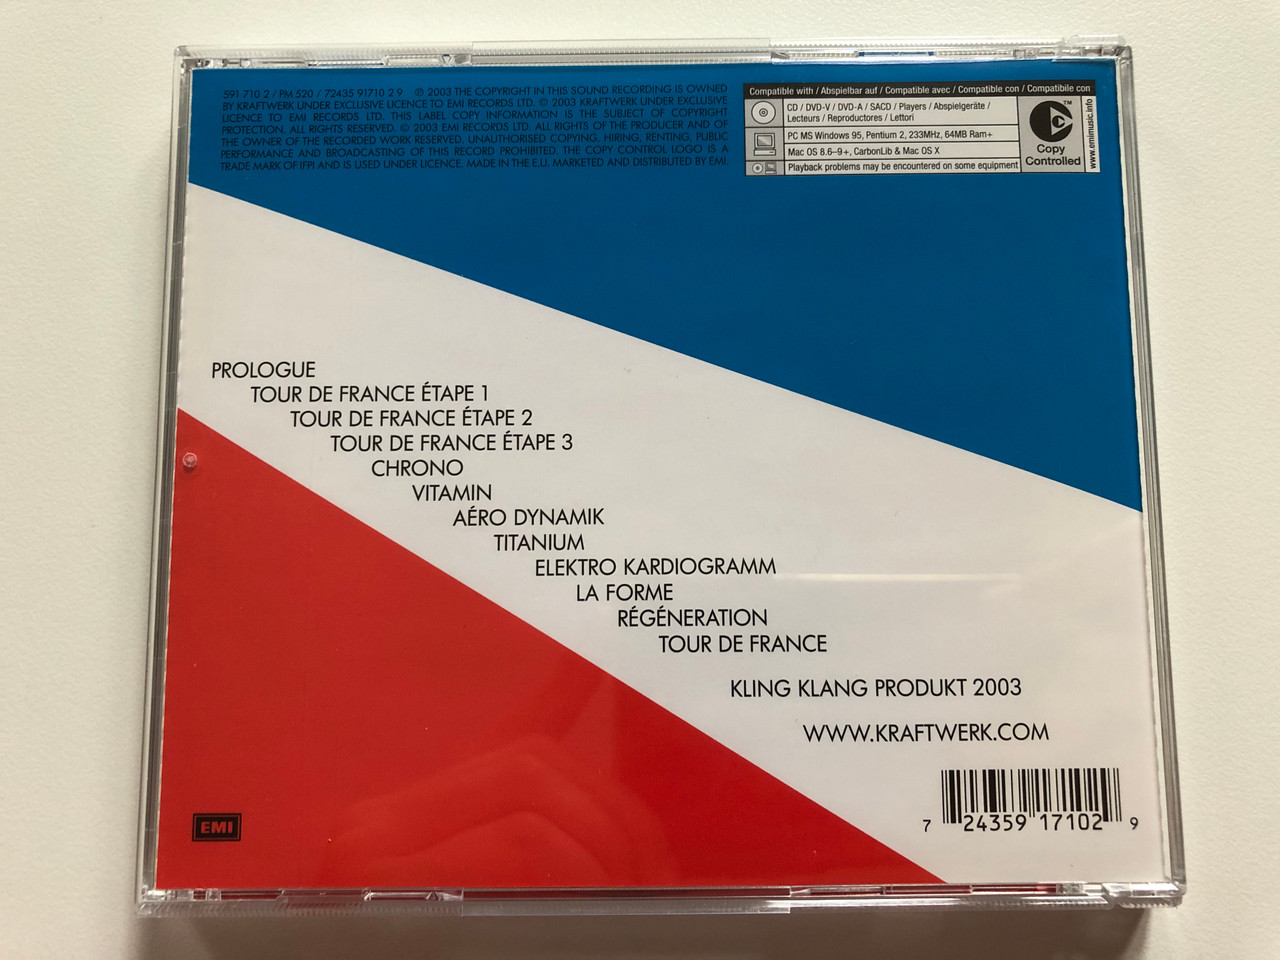 591 710 2 / PM 520 / 72435 91710 2 9 ℗ 2003 THE COPYRIGHT IN THIS SOUND RECORDING IS OWNED
BY KRAFTWERK UNDER EXCLUSIVE LICENCE TO EMI RECORDS LTD. © 2003 KRAFTWERK UNDER EXCLUSIVE
LICENCE TO EMI RECORDS LTD. THIS LABEL COPY INFORMATION IS THE SUBJECT OF COPYRIGHT
PROTECTION. ALL RIGHTS RESERVED. © 2003 EMI RECORDS LTD. ALL RIGHTS OF THE PRODUCER AND OF
THE OWNER OF THE RECORDED WORK RESERVED. UNAUTHORISED COPYING, HIRING, RENTING, PUBLIC
PERFORMANCE AND BROADCASTING OF THIS RECORD PROHIBITED. THE COPY CONTROL LOGO IS A
TRADE MARK OF IFPI AND IS USED UNDER LICENCE. MADE IN THE E.U. MARKETED AND DISTRIBUTED BY EMI.
Compatible with / Abspielbar auf / Compatible avec / Compatible con / Compatibile con
CD / DVD-V / DVD-A / SACD / Players / Abspielgeräte /
Lecteurs / Reproductores / Lettori
PC MS Windows 95, Pentium 2, 233MHz, 64MB Ram+
Mac OS 8.6–9+, CarbonLib & Mac OS X
Playback problems may be encountered on some equipment
TM
Copy
Controlled
www.emimusic.info
PROLOGUE
TOUR DE FRANCE ÉTAPE 1
TOUR DE FRANCE ÉTAPE 2
TOUR DE FRANCE ÉTAPE 3
CHRONO
VITAMIN
AÉRO DYNAMIK
TITANIUM
ELEKTRO KARDIOGRAMM
LA FORME
RÉGÉNERATION
TOUR DE FRANCE
KLING KLANG PRODUKT 2003
WWW.KRAFTWERK.COM
EMI
7 24359 17102 9